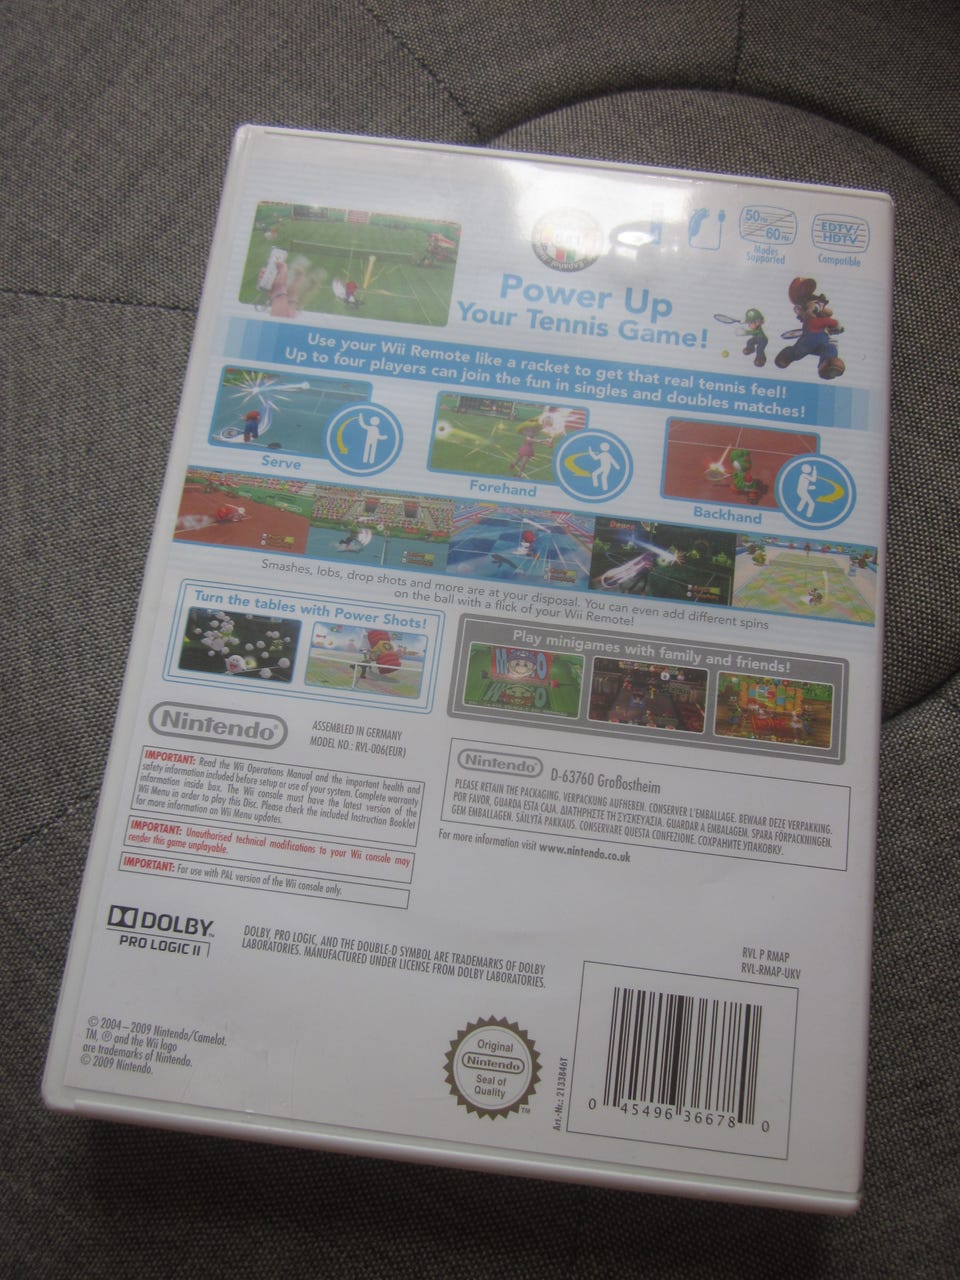 50Hz
60Hz
Modes
Supported
EDTV/
HDTV
Compatible
Power Up
Your Tennis Game!
Use your Wii Remote like a racket to get that real tennis feel!
Up to four players can join the fun in singles and doubles matches!
Serve
Forehand
Backhand
Deuce
Smashes, lobs, drop shots and more are at your disposal. You can even add different spins
on the ball with a flick of your Wii Remote!
Turn the tables with Power Shots!
Play minigames with family and friends!
Nintendo®
ASSEMBLED IN GERMANY
MODEL NO.: RVL-006(EUR)
IMPORTANT: Read the Wii Operations Manual and the important health and
safety information included before setup or use of your system. Complete warranty
information inside box. The Wii console must have the latest version of the
Wii Menu in order to play this Disc. Please check the included Instruction Booklet
for more information on Wii Menu updates.
IMPORTANT: Unauthorised technical modifications to your Wii console may
render this game unplayable.
IMPORTANT: For use with PAL version of the Wii console only.
Nintendo® D-63760 Großostheim
PLEASE RETAIN THE PACKAGING. VERPACKUNG AUFHEBEN. CONSERVER L'EMBALLAGE. BEWAAR DEZE VERPAKKING.
POR FAVOR, GUARDA ESTA CAJA. ΔΙΑΤΗΡΗΣΤΕ ΤΗ ΣΥΣΚΕΥΑΣΙΑ. GUARDAR A EMBALAGEM. SPARA FÖRPACKNINGEN.
GEM EMBALLAGEN. SÄILYTÄ PAKKAUS. CONSERVARE QUESTA CONFEZIONE. СОХРАНИТЕ УПАКОВКУ.
For more information visit www.nintendo.co.uk
DOLBY™
PRO LOGIC II
DOLBY, PRO LOGIC, AND THE DOUBLE-D SYMBOL ARE TRADEMARKS OF DOLBY
LABORATORIES. MANUFACTURED UNDER LICENSE FROM DOLBY LABORATORIES.
RVL P RMAP
RVL-RMAP-UKV
© 2004–2009 Nintendo/Camelot.
TM, ® and the Wii logo
are trademarks of Nintendo.
© 2009 Nintendo.
Original
Nintendo
Seal of
Quality
TM
Art.-Nr.: 2133846T
0 45496 36678 0